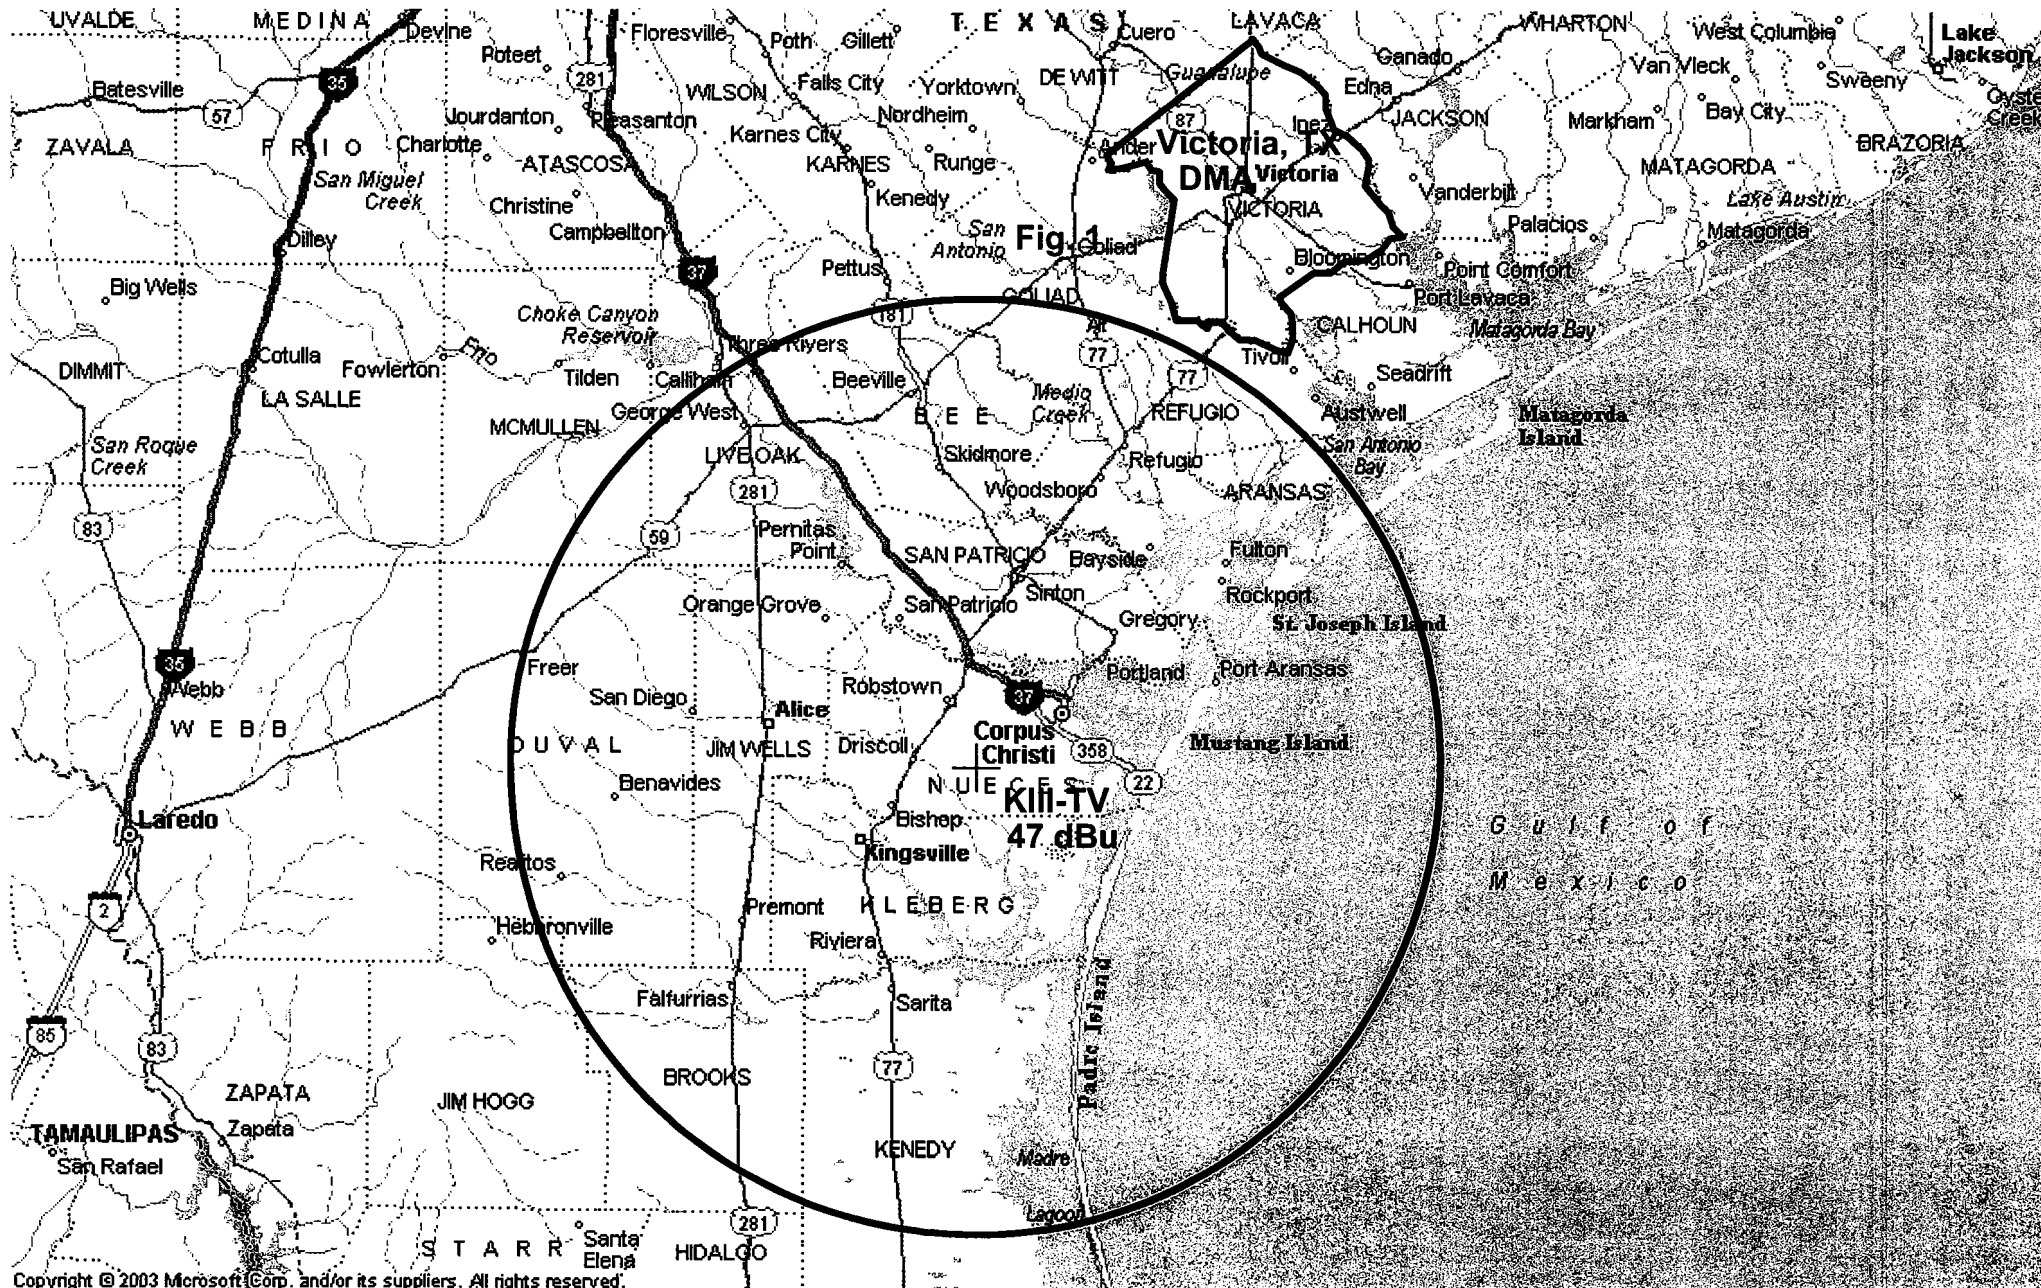 UVALDE
MEDINA
Devine
Poteet
281
Floresville
Poth
Gillett
TEXAS
Cuero
LAVACA
WHARTON
West Columbia
Lake
Jackson
Batesville
57
35
Jourdanton
Pleasanton
WILSON
Falls City
Yorktown
DE WITT
Guadalupe
Edna
Ganado
Van Vleck
Sweeny
Oyster
Creek
ZAVALA
FRIO
Charlotte
ATASCOSA
Karnes City
Nordheim
87
Inez
JACKSON
Markham
Bay City
BRAZORIA
San Miguel
Creek
Christine
KARNES
Runge
Ander
Victoria, TX
DMA
Victoria
MATAGORDA
Kenedy
VICTORIA
Vanderbilt
Lake Austin
Dilley
Campbellton
San
Antonio
Fig. 1
Goliad
Palacios
Matagorda
37
Pettus
Bloomington
Point Comfort
Big Wells
Choke Canyon
Reservoir
181
GOLIAD
Port Lavaca
CALHOUN
Matagorda Bay
Cotulla
Fowlerton
Frio
Three Rivers
77
Tivoli
DIMMIT
Tilden
Calliham
Beeville
77
Seadrift
LA SALLE
George West
BEE
Medio
Creek
REFUGIO
Austwell
Matagorda
Island
MCMULLEN
San Roque
Creek
LIVE OAK
Skidmore
Refugio
San Antonio
Bay
281
Woodsboro
ARANSAS
83
59
Pernitas
Point
SAN PATRICIO
Bayside
Fulton
Orange Grove
San Patricio
Sinton
Rockport
Gregory
St. Joseph Island
35
Freer
Portland
Port Aransas
Webb
San Diego
Robstown
37
WEBB
Alice
Corpus
Christi
DUVAL
JIM WELLS
Driscoll
358
Mustang Island
Benavides
NUECES
22
KIII-TV
47 dBu
Laredo
Bishop
Gulf of
Mexico
Kingsville
Realitos
2
Premont
KLEBERG
Hebbronville
Riviera
Falfurrias
Sarita
Padre Island
85
83
77
BROOKS
ZAPATA
JIM HOGG
TAMAULIPAS
Zapata
San Rafael
KENEDY
Madre
Lagoon
281
STARR
Santa
Elena
HIDALGO
Copyright © 2003 Microsoft Corp. and/or its suppliers. All rights reserved.